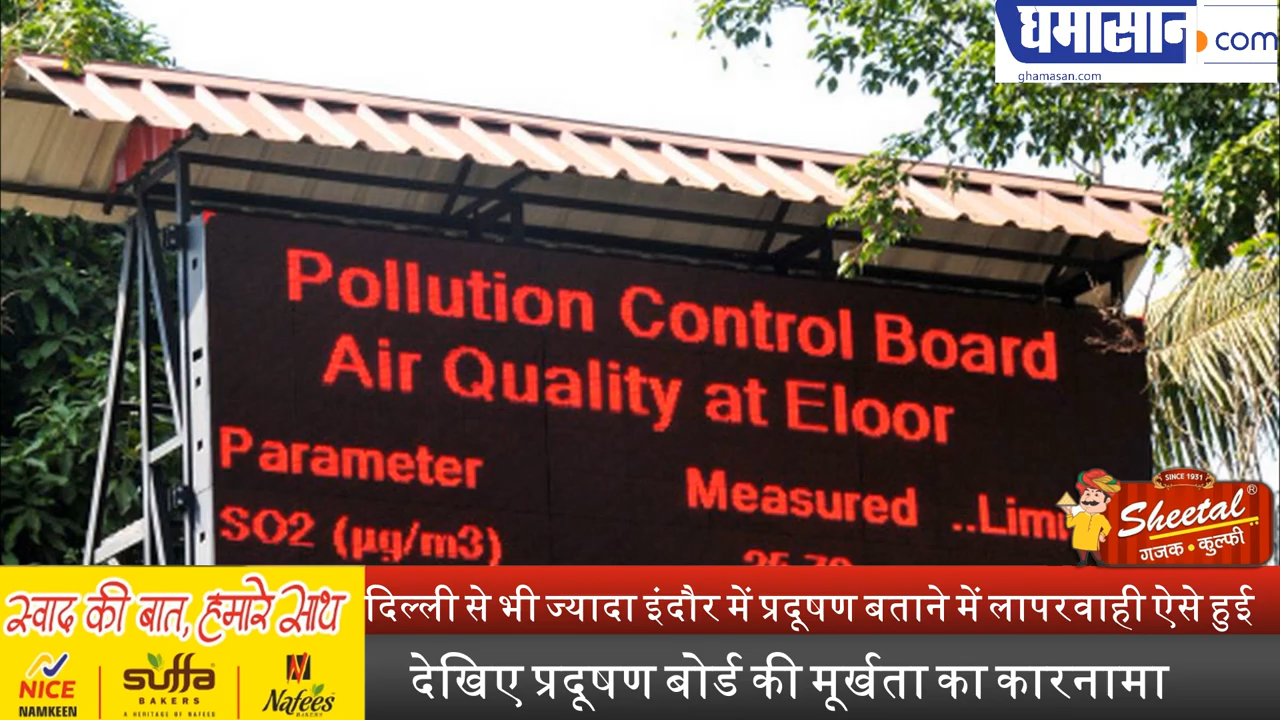 घमासान.com
ghamasan.com
Pollution Control Board
Air Quality at Eloor
Parameter Measured ..Limi
SO2 (µg/m3)
SINCE 1931
Sheetal®
गजक • कुल्फी
स्वाद की बात, हमारे साथ
NICE
NAMKEEN
Suffa
BAKERS
A HERITAGE OF NAFEES
Nafees
BAKERS
दिल्ली से भी ज्यादा इंदौर में प्रदूषण बताने में लापरवाही ऐसे हुई
देखिए प्रदूषण बोर्ड की मूर्खता का कारनामा